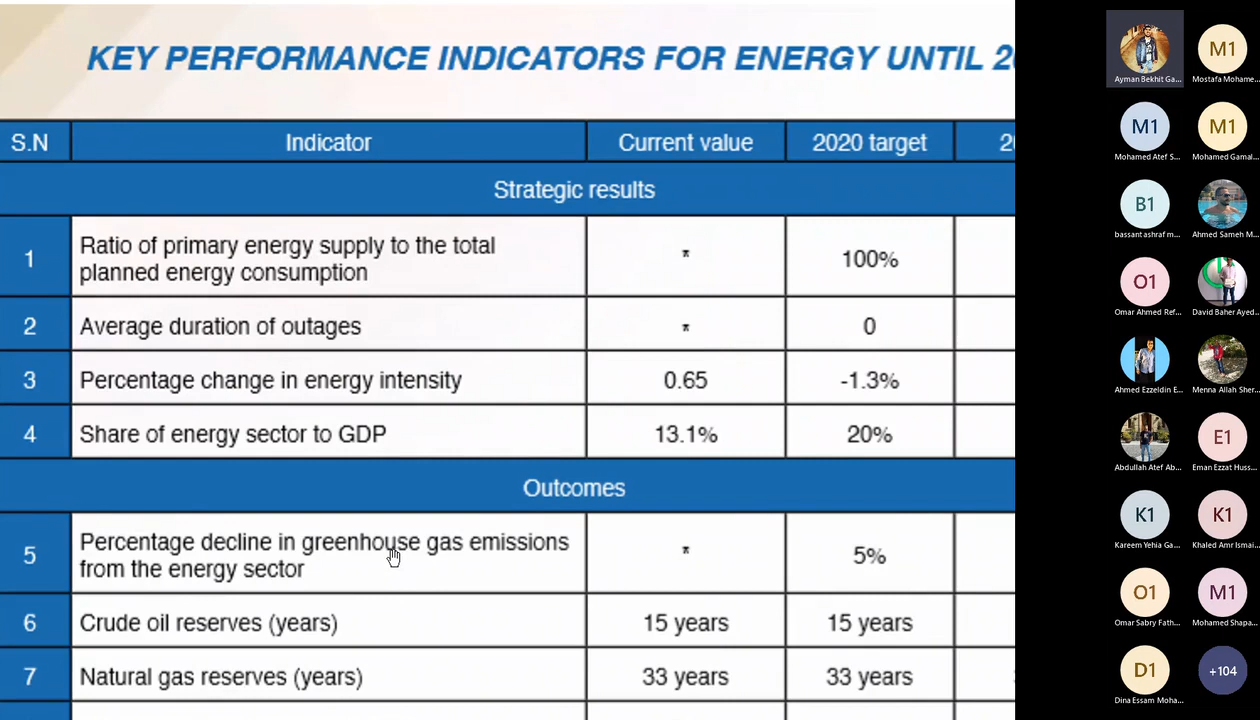 KEY PERFORMANCE INDICATORS FOR ENERGY UNTIL
S.N Indicator Current value 2020 target
Strategic results
1 Ratio of primary energy supply to the total planned energy consumption * 100%
2 Average duration of outages * 0
3 Percentage change in energy intensity 0.65 -1.3%
4 Share of energy sector to GDP 13.1% 20%
Outcomes
5 Percentage decline in greenhouse gas emissions from the energy sector * 5%
6 Crude oil reserves (years) 15 years 15 years
7 Natural gas reserves (years) 33 years 33 years
Ayman Bekhit Ga...
M1
Mostafa Mohame...
M1
Mohamed Atef S...
M1
Mohamed Gamal...
B1
bassant ashraf m...
Ahmed Sameh M...
O1
Omar Ahmed Ref...
David Baher Ayed...
Ahmed Ezzeldin E...
Menna Allah Sher...
Abdullah Atef Ab...
E1
Eman Ezzat Huss...
K1
Kareem Yehia Ga...
K1
Khaled Amr Ismai...
O1
Omar Sabry Fath...
M1
Mohamed Shapa...
D1
Dina Essam Moha...
+104